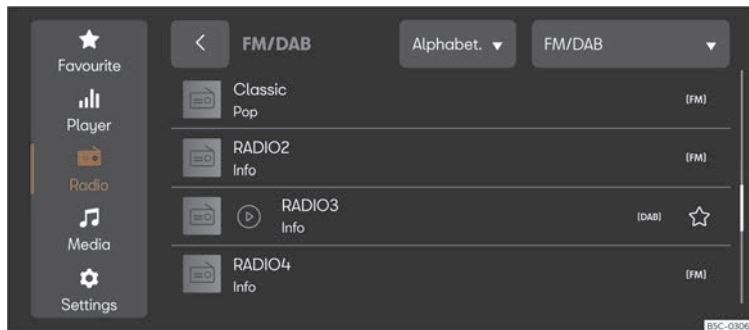 Favourite
Player
Radio
Media
Settings
FM/DAB
Alphabet.
FM/DAB
Classic
Pop
(FM)
RADIO2
Info
(FM)
RADIO3
Info
(DAB)
RADIO4
Info
(FM)
BSC-0306